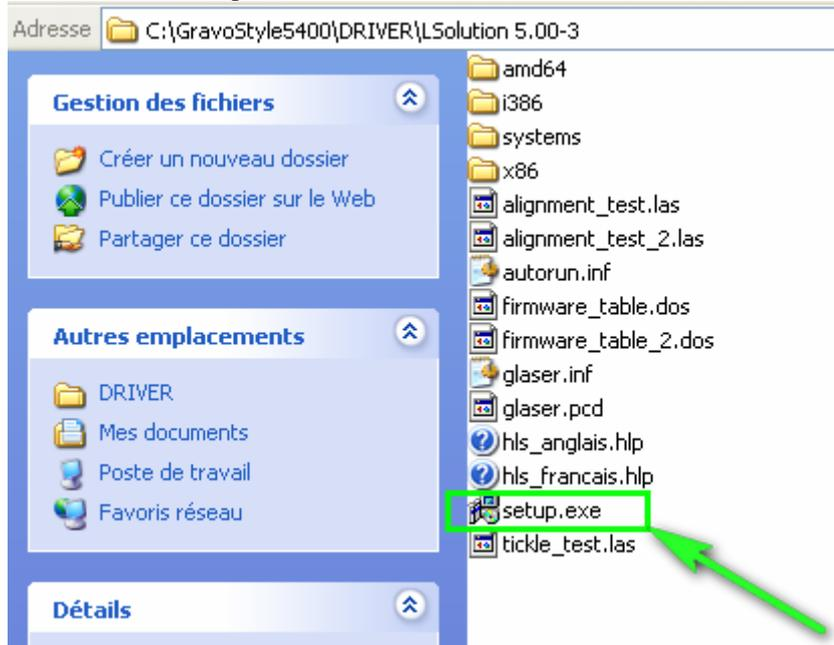 Adresse C:\GravoStyle5400\DRIVER\LSolution 5.00-3
Gestion des fichiers
Créer un nouveau dossier
Publier ce dossier sur le Web
Partager ce dossier
Autres emplacements
DRIVER
Mes documents
Poste de travail
Favoris réseau
Détails
amd64
i386
systems
x86
alignment_test.las
alignment_test_2.las
autorun.inf
firmware_table.dos
firmware_table_2.dos
glaser.inf
glaser.pcd
hls_anglais.hlp
hls_francais.hlp
setup.exe
tickle_test.las